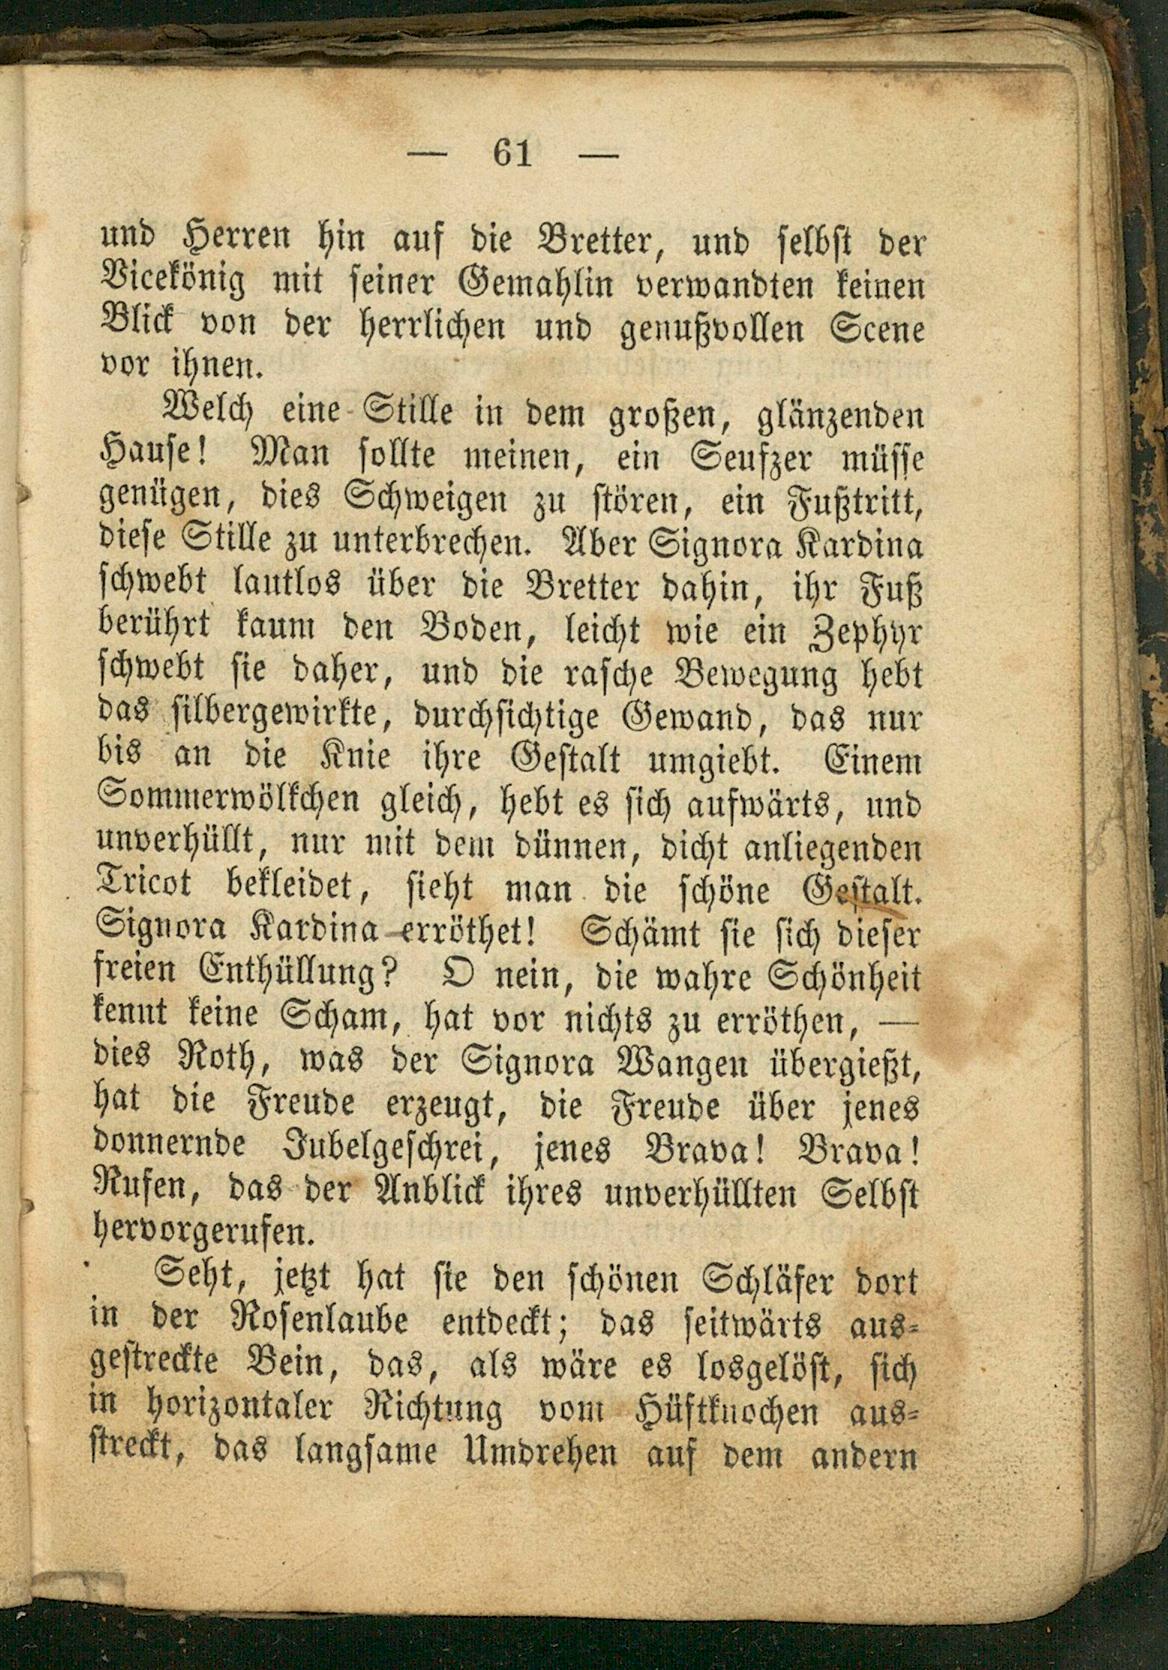 — 61 —
und Herren hin auf die Bretter, und selbst der
Vicekönig mit seiner Gemahlin verwandten keinen
Blick von der herrlichen und genußvollen Scene
vor ihnen.
Welch eine Stille in dem großen, glänzenden
Hause! Man sollte meinen, ein Seufzer müsse
genügen, dies Schweigen zu stören, ein Fußtritt,
diese Stille zu unterbrechen. Aber Signora Kardina
schwebt lautlos über die Bretter dahin, ihr Fuß
berührt kaum den Boden, leicht wie ein Zephyr
schwebt sie daher, und die rasche Bewegung hebt
das silbergewirkte, durchsichtige Gewand, das nur
bis an die Knie ihre Gestalt umgiebt. Einem
Sommerwölkchen gleich, hebt es sich aufwärts, und
unverhüllt, nur mit dem dünnen, dicht anliegenden
Tricot bekleidet, sieht man die schöne Gestalt.
Signora Kardina erröthet! Schämt sie sich dieser
freien Enthüllung? O nein, die wahre Schönheit
kennt keine Scham, hat vor nichts zu erröthen, —
dies Roth, was der Signora Wangen übergießt,
hat die Freude erzeugt, die Freude über jenes
donnernde Jubelgeschrei, jenes Brava! Brava!
Rufen, das der Anblick ihres unverhüllten Selbst
hervorgerufen.
Seht, jetzt hat sie den schönen Schläfer dort
in der Rosenlaube entdeckt; das seitwärts aus-
gestreckte Bein, das, als wäre es losgelöst, sich
in horizontaler Richtung vom Hüftknochen aus-
streckt, das langsame Umdrehen auf dem andern